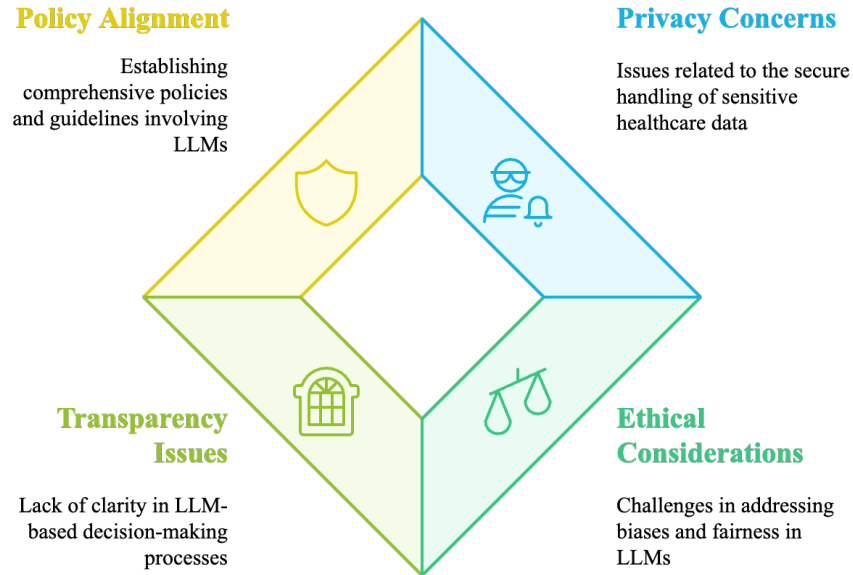 Policy Alignment
Establishing
comprehensive policies
and guidelines involving
LLMs
Privacy Concerns
Issues related to the secure
handling of sensitive
healthcare data
Transparency
Issues
Lack of clarity in LLM-
based decision-making
processes
Ethical
Considerations
Challenges in addressing
biases and fairness in
LLMs